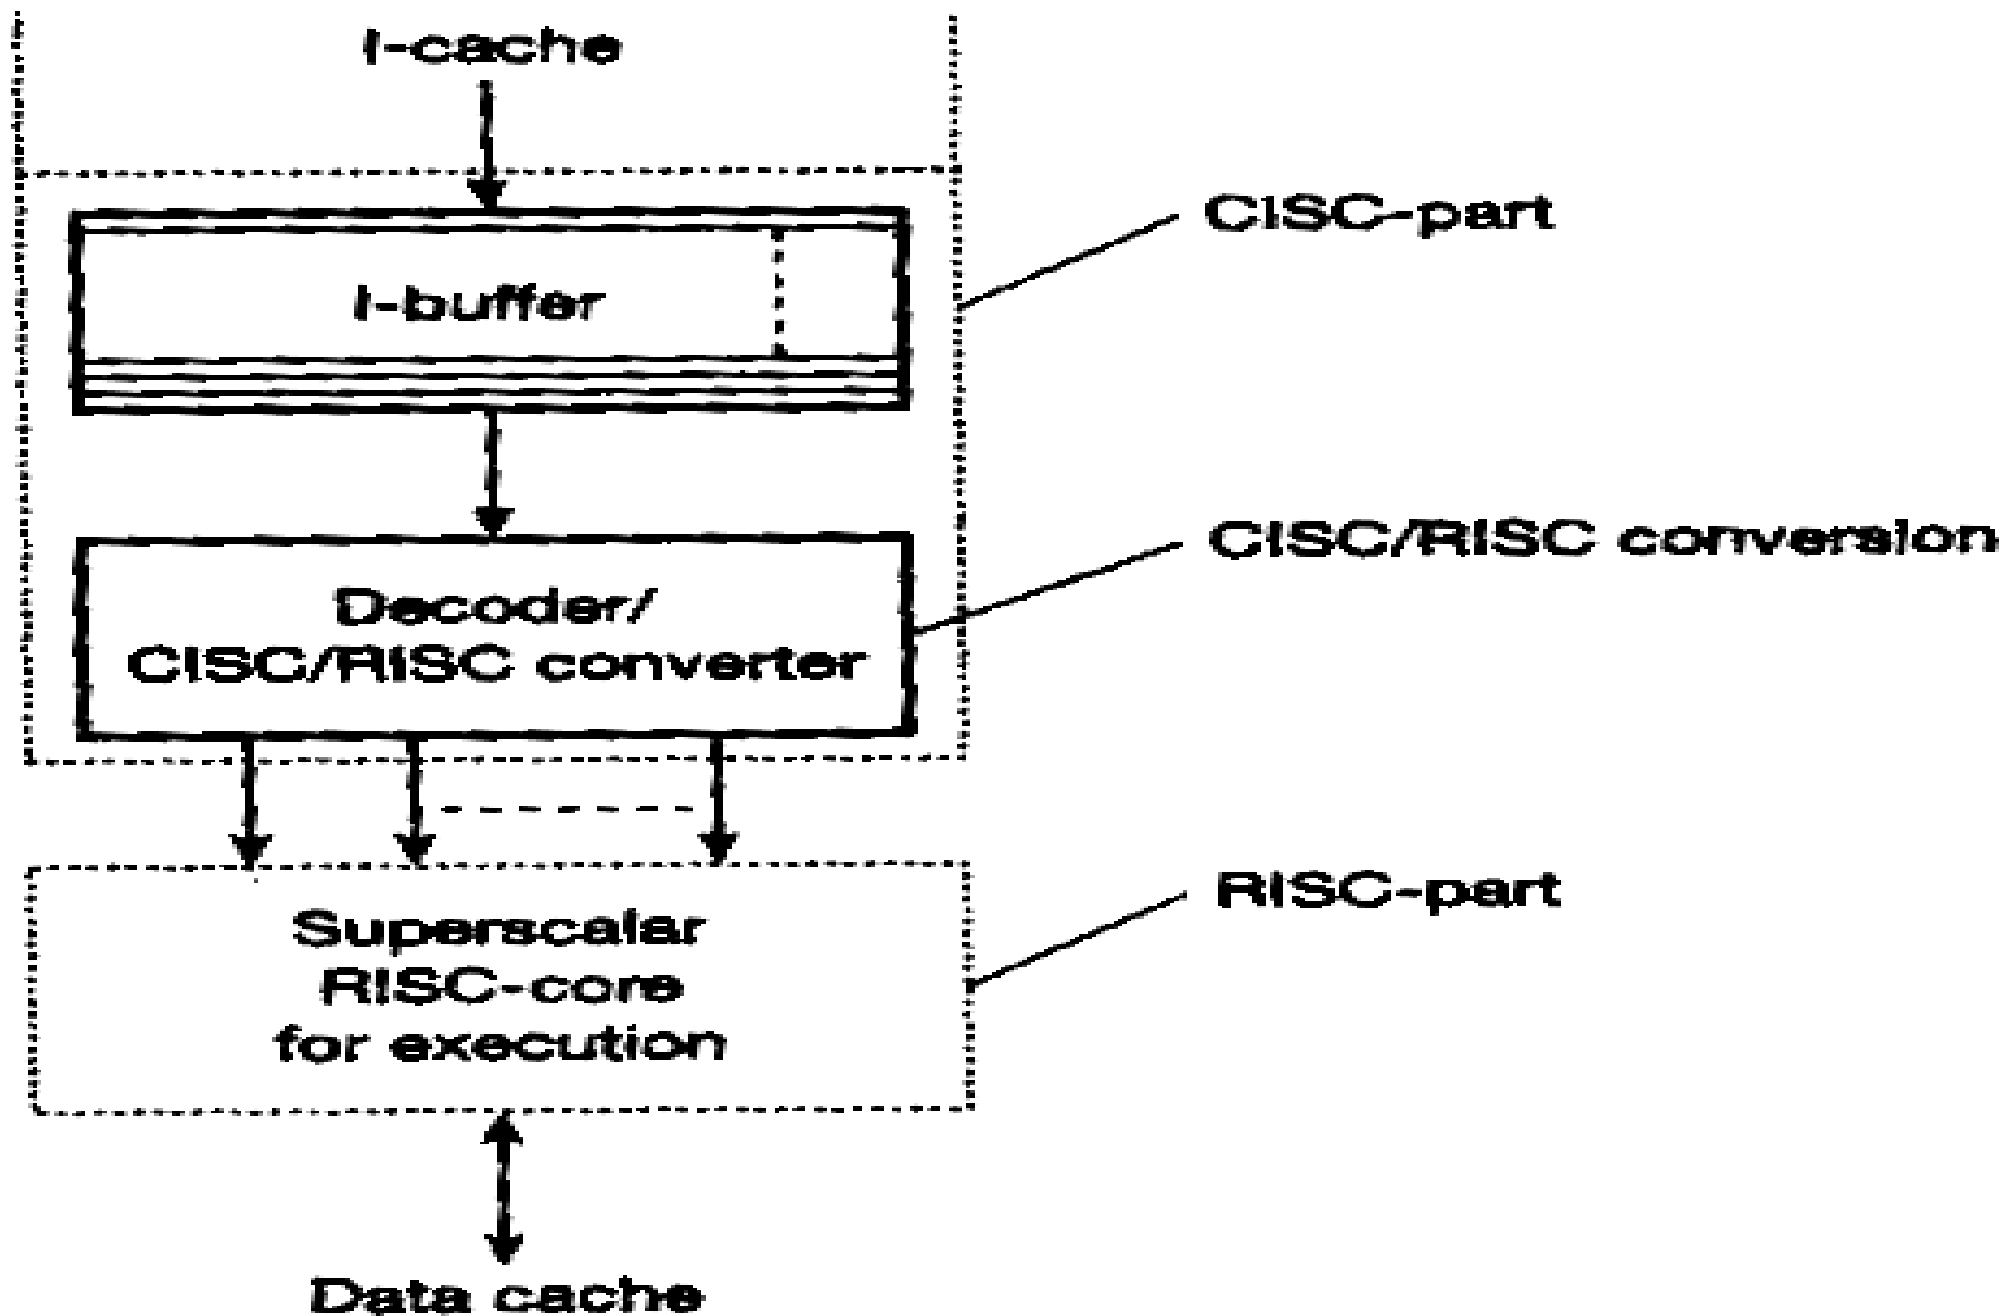 I-cache
CISC-part
I-buffer
CISC/RISC conversion
Decoder/
CISC/RISC converter
RISC-part
Superscalar
RISC-core
for execution
Data cache